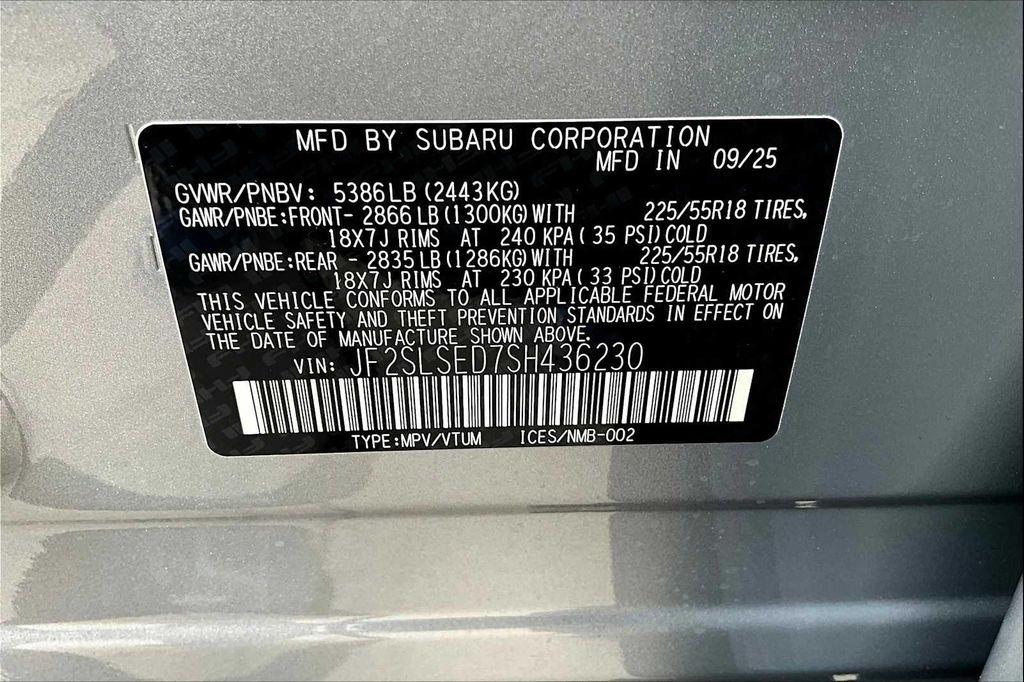 MFD BY SUBARU CORPORATION
MFD IN 09/25
GVWR/PNBV: 5386LB (2443KG)
GAWR/PNBE:FRONT- 2866 LB (1300KG) WITH 225/55R18 TIRES,
18X7J RIMS AT 240 KPA ( 35 PSI) COLD
GAWR/PNBE:REAR - 2835 LB (1286KG) WITH 225/55R18 TIRES,
18X7J RIMS AT 230 KPA ( 33 PSI) COLD
THIS VEHICLE CONFORMS TO ALL APPLICABLE FEDERAL MOTOR
VEHICLE SAFETY AND THEFT PREVENTION STANDARDS IN EFFECT ON
THE DATE OF MANUFACTURE SHOWN ABOVE.
VIN: JF2SLSED7SH436230
TYPE:MPV/VTUM ICES/NMB-002